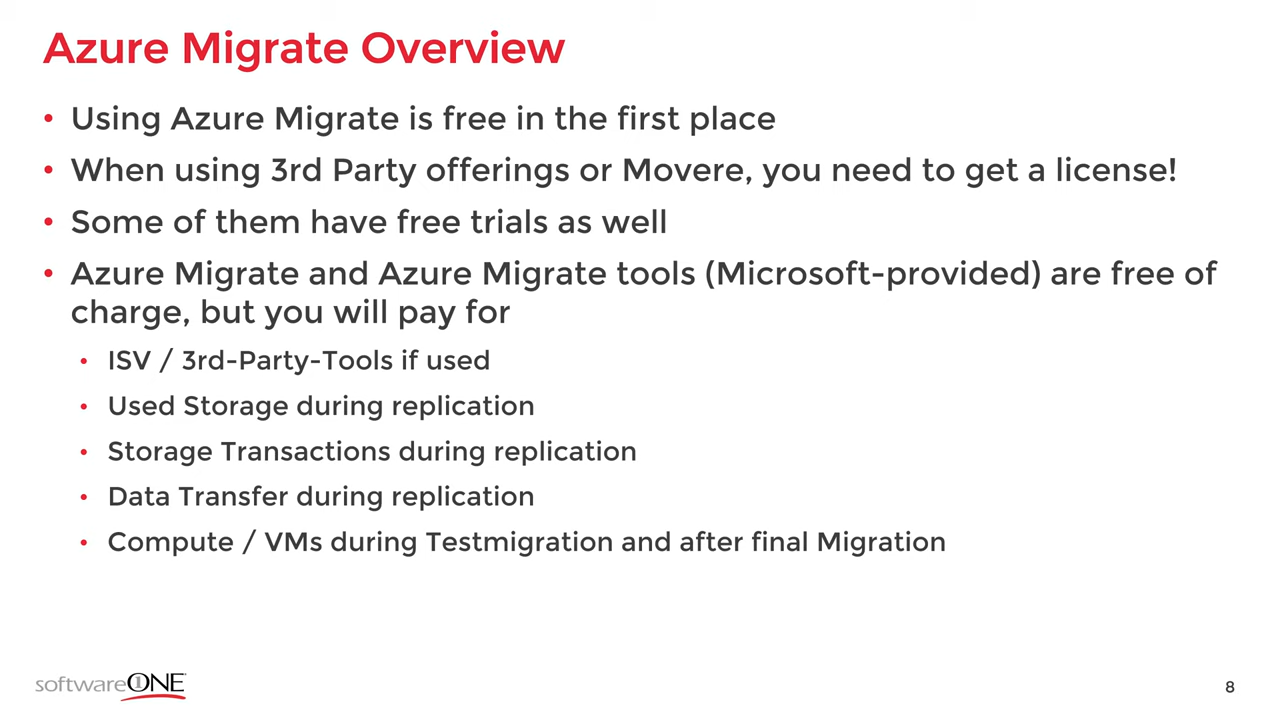 Azure Migrate Overview
• Using Azure Migrate is free in the first place
• When using 3rd Party offerings or Movere, you need to get a license!
• Some of them have free trials as well
• Azure Migrate and Azure Migrate tools (Microsoft-provided) are free of
charge, but you will pay for
• ISV / 3rd-Party-Tools if used
• Used Storage during replication
• Storage Transactions during replication
• Data Transfer during replication
• Compute / VMs during Testmigration and after final Migration
softwareONE
8